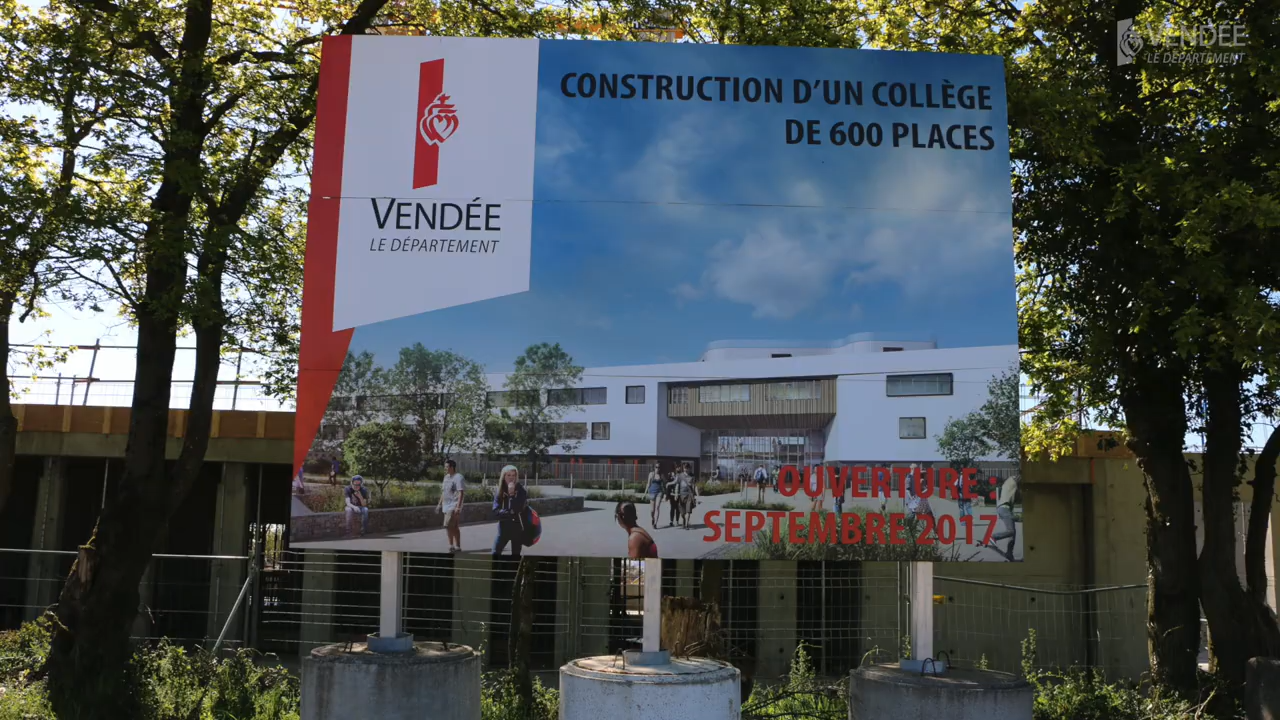 VENDÉE
LE DÉPARTEMENT
CONSTRUCTION D'UN COLLÈGE
DE 600 PLACES
VENDÉE
LE DÉPARTEMENT
OUVERTURE :
SEPTEMBRE 2017